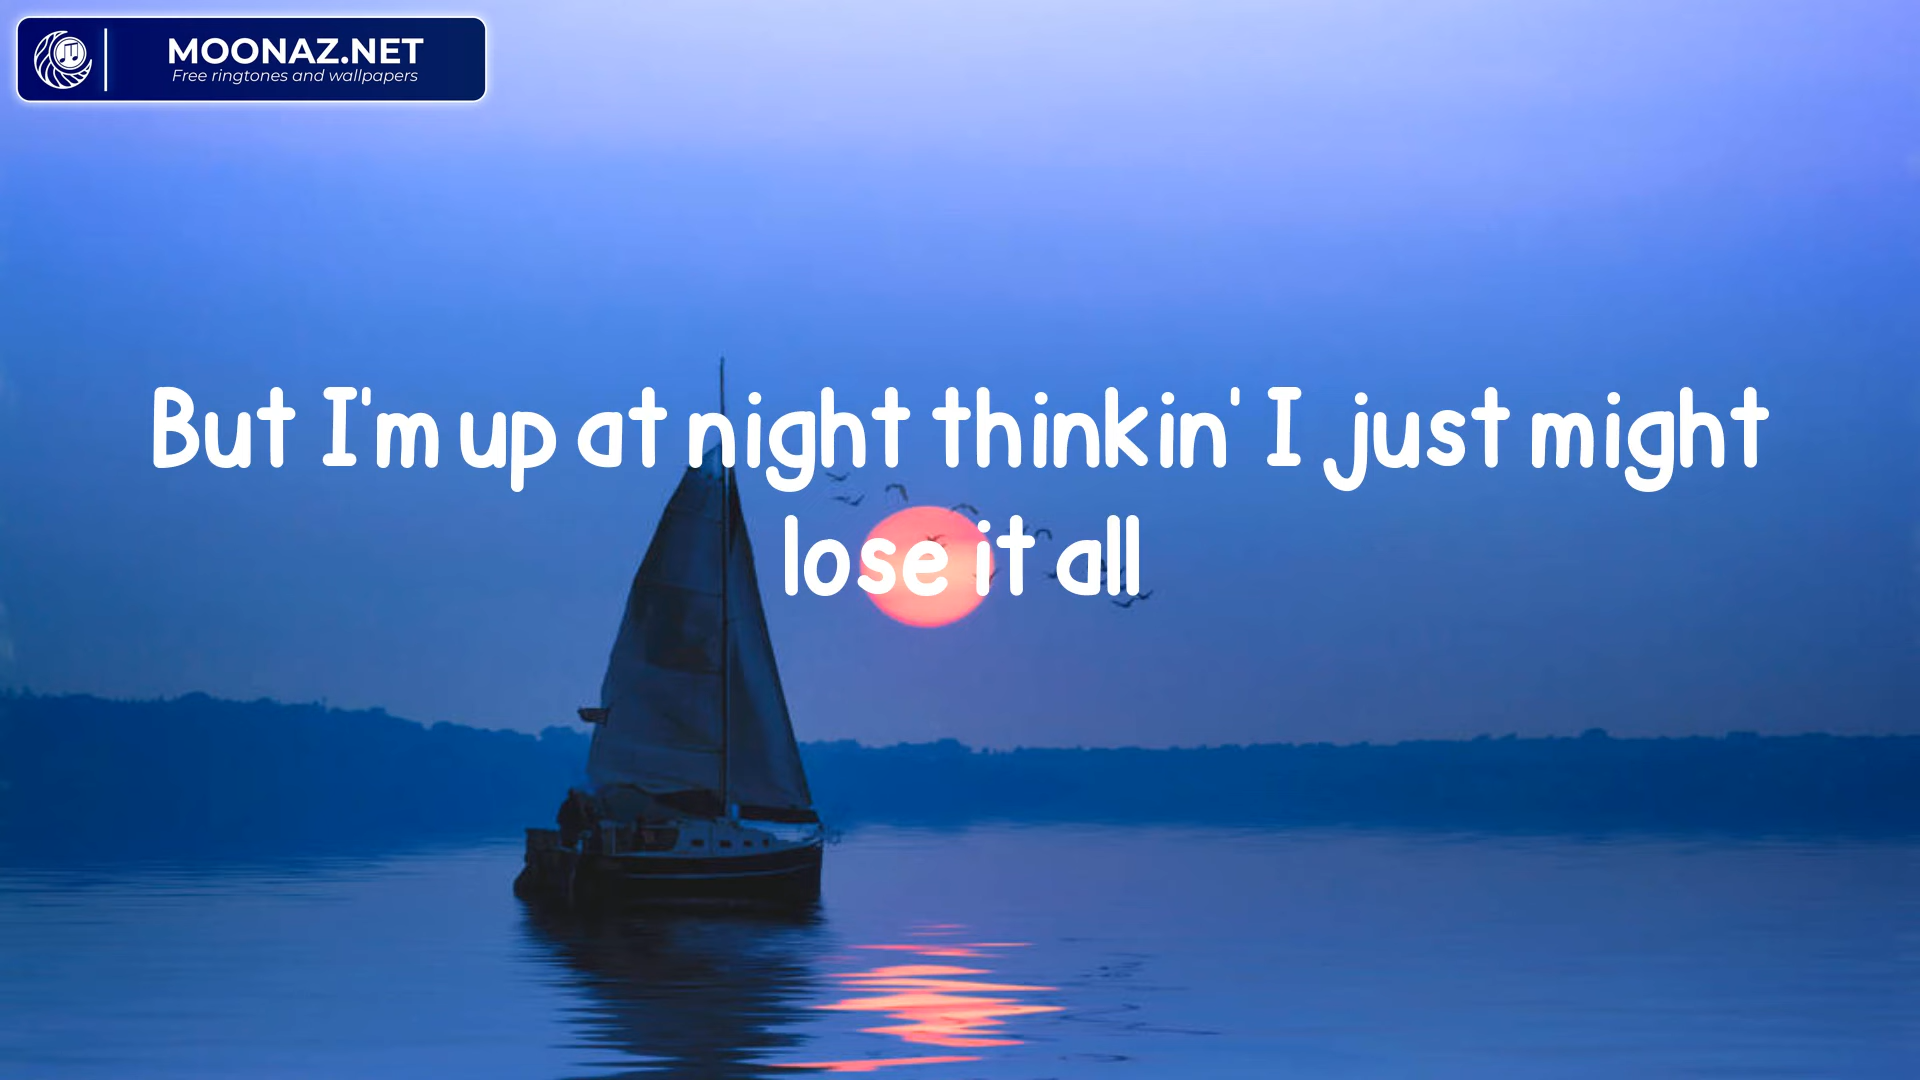 MOONAZ.NET
Free ringtones and wallpapers
But I'm up at night thinkin' I just might
lose it all